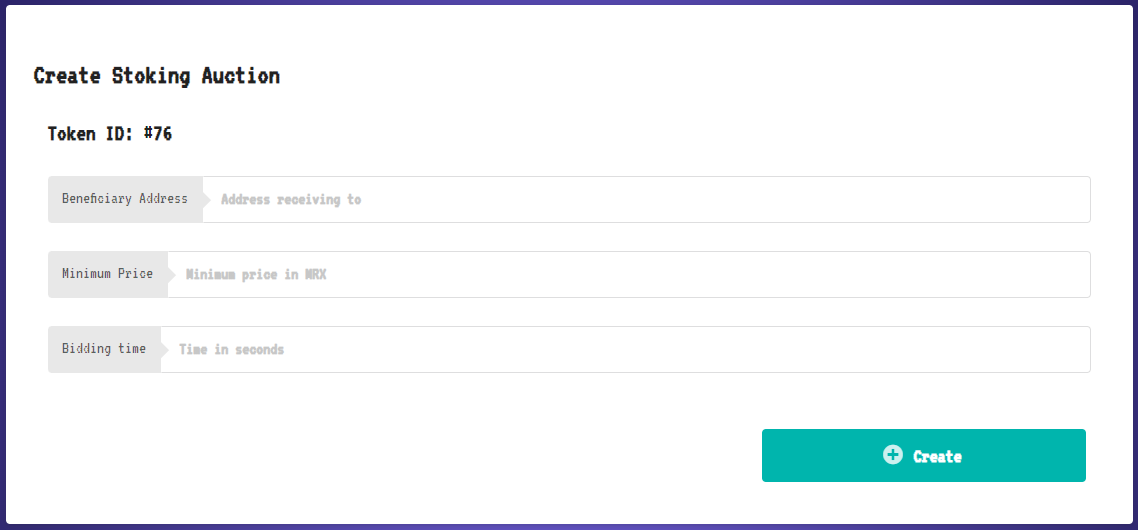 Create Stoking Auction
Token ID: #76
Beneficiary Address Address receiving to
Minimum Price Minimum price in MRX
Bidding time Time in seconds
Create